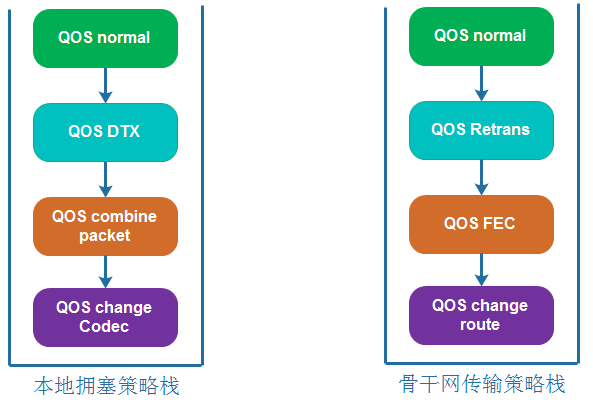 QOS normal
QOS DTX
QOS combine
packet
QOS change
Codec
本地拥塞策略栈
QOS normal
QOS Retrans
QOS FEC
QOS change
route
骨干网传输策略栈